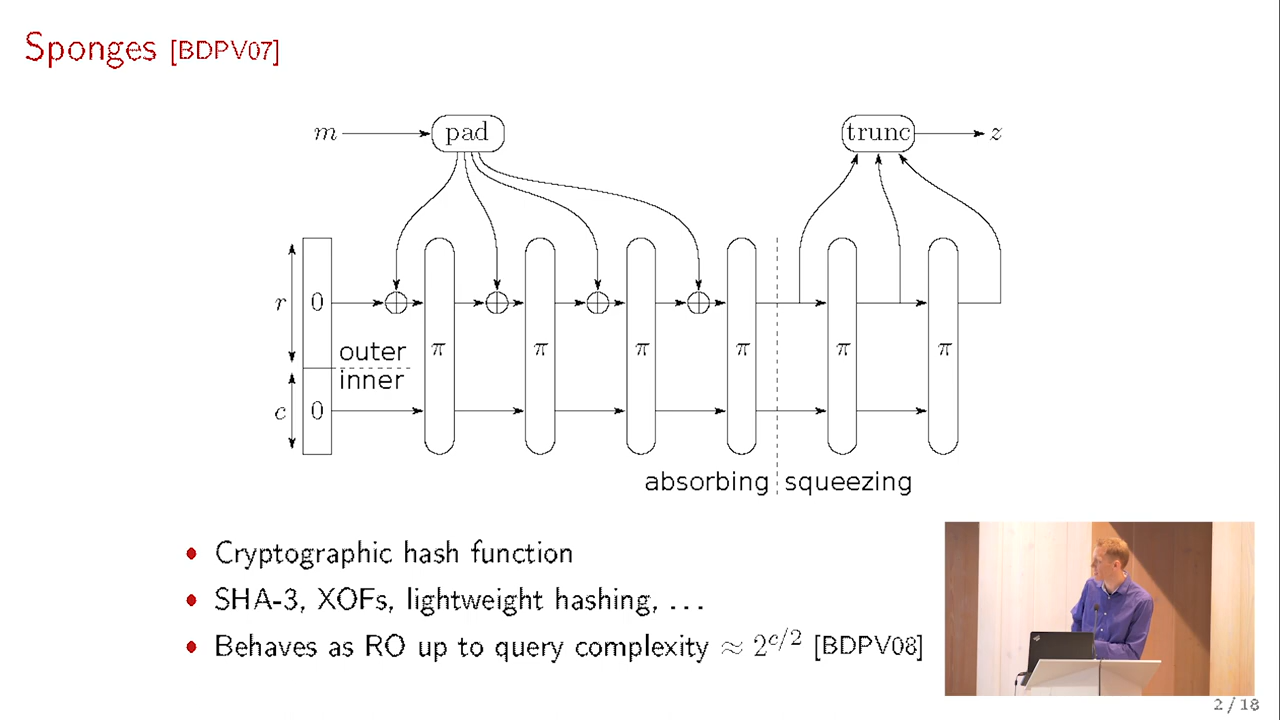 Sponges [BDPV07]
m pad trunc z
r 0
outer
inner
π π π π π π
c 0
absorbing squeezing
• Cryptographic hash function
• SHA-3, XOFs, lightweight hashing, ...
• Behaves as RO up to query complexity ≈ 2^{c/2} [BDPV08]
2 / 18